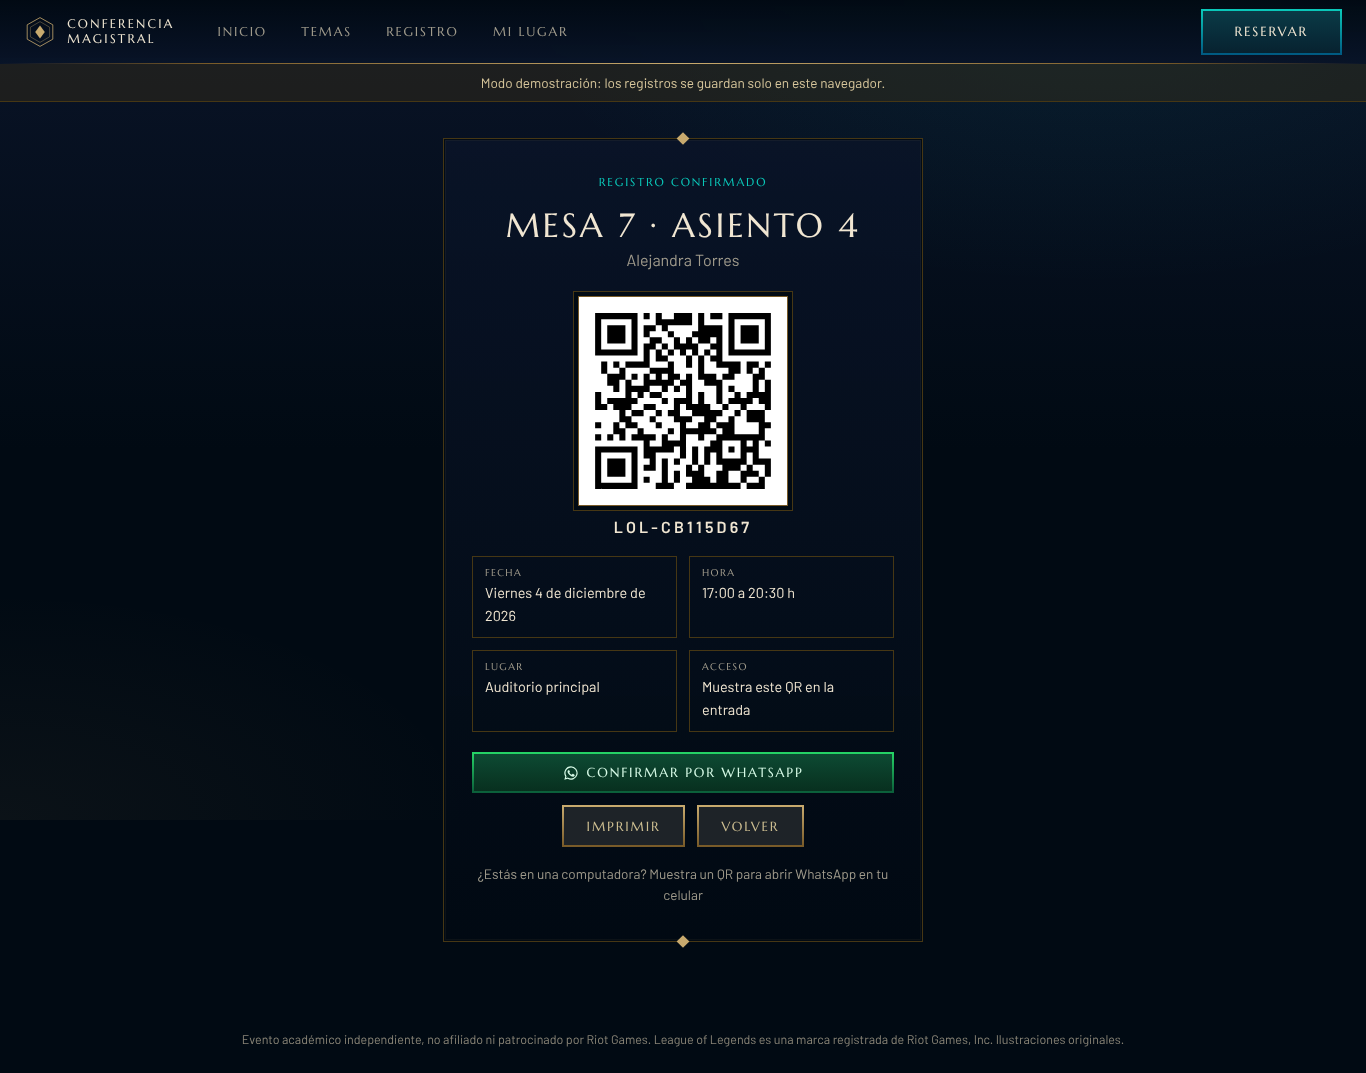 CONFERENCIA
MAGISTRAL
INICIO
TEMAS
REGISTRO
MI LUGAR
RESERVAR
Modo demostración: los registros se guardan solo en este navegador.
REGISTRO CONFIRMADO
MESA 7 · ASIENTO 4
Alejandra Torres
LOL-CB115D67
FECHA
Viernes 4 de diciembre de
2026
HORA
17:00 a 20:30 h
LUGAR
Auditorio principal
ACCESO
Muestra este QR en la
entrada
CONFIRMAR POR WHATSAPP
IMPRIMIR
VOLVER
¿Estás en una computadora? Muestra un QR para abrir WhatsApp en tu
celular
Evento académico independiente, no afiliado ni patrocinado por Riot Games. League of Legends es una marca registrada de Riot Games, Inc. Ilustraciones originales.